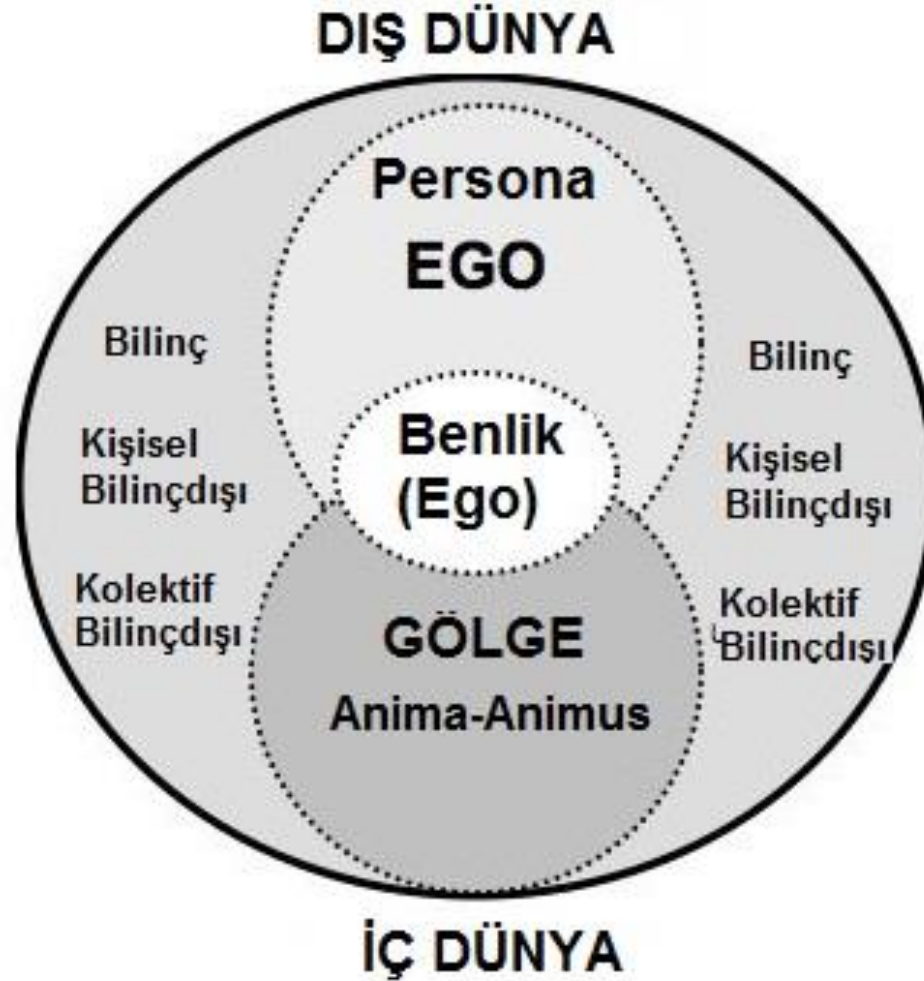 DIŞ DÜNYA
Persona
EGO
Bilinç
Bilinç
Kişisel
Bilinçdışı
Benlik
(Ego)
Kişisel
Bilinçdışı
Kolektif
Bilinçdışı
GÖLGE
Anima-Animus
Kolektif
Bilinçdışı
İÇ DÜNYA